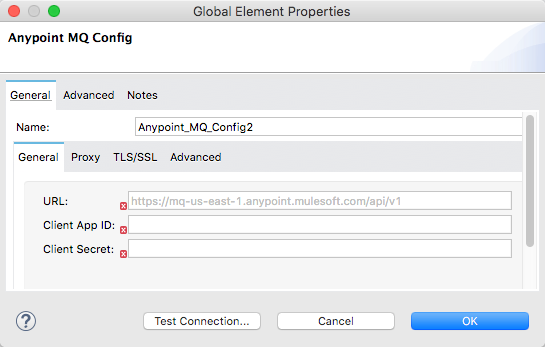 Global Element Properties
Anypoint MQ Config
General Advanced Notes
Name: Anypoint_MQ_Config2
General Proxy TLS/SSL Advanced
URL: https://mq-us-east-1.anypoint.mulesoft.com/api/v1
Client App ID:
Client Secret:
? Test Connection... Cancel OK